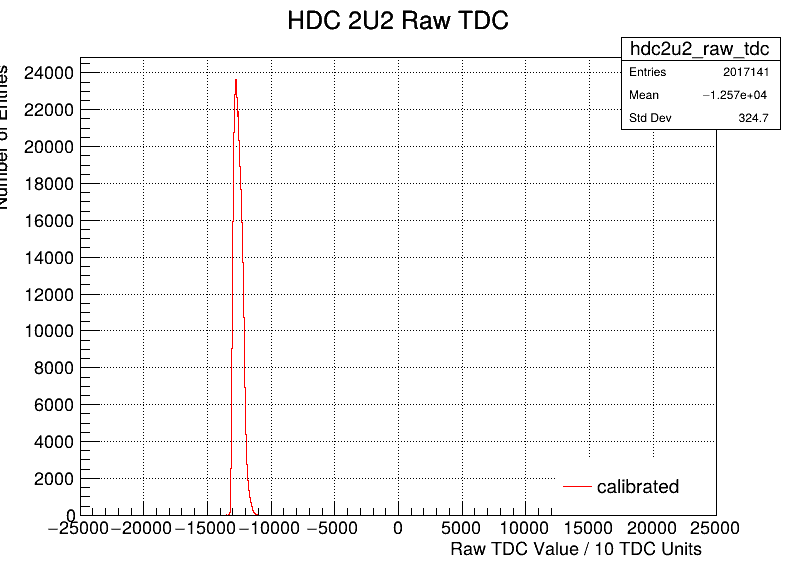 HDC 2U2 Raw TDC
hdc2u2_raw_tdc
Entries 2017141
Mean −1.257e+04
Std Dev 324.7
Number of Entries
24000
22000
20000
18000
16000
14000
12000
10000
8000
6000
4000
2000
0
−25000 −20000 −15000 −10000 −5000 0 5000 10000 15000 20000 25000
calibrated
Raw TDC Value / 10 TDC Units